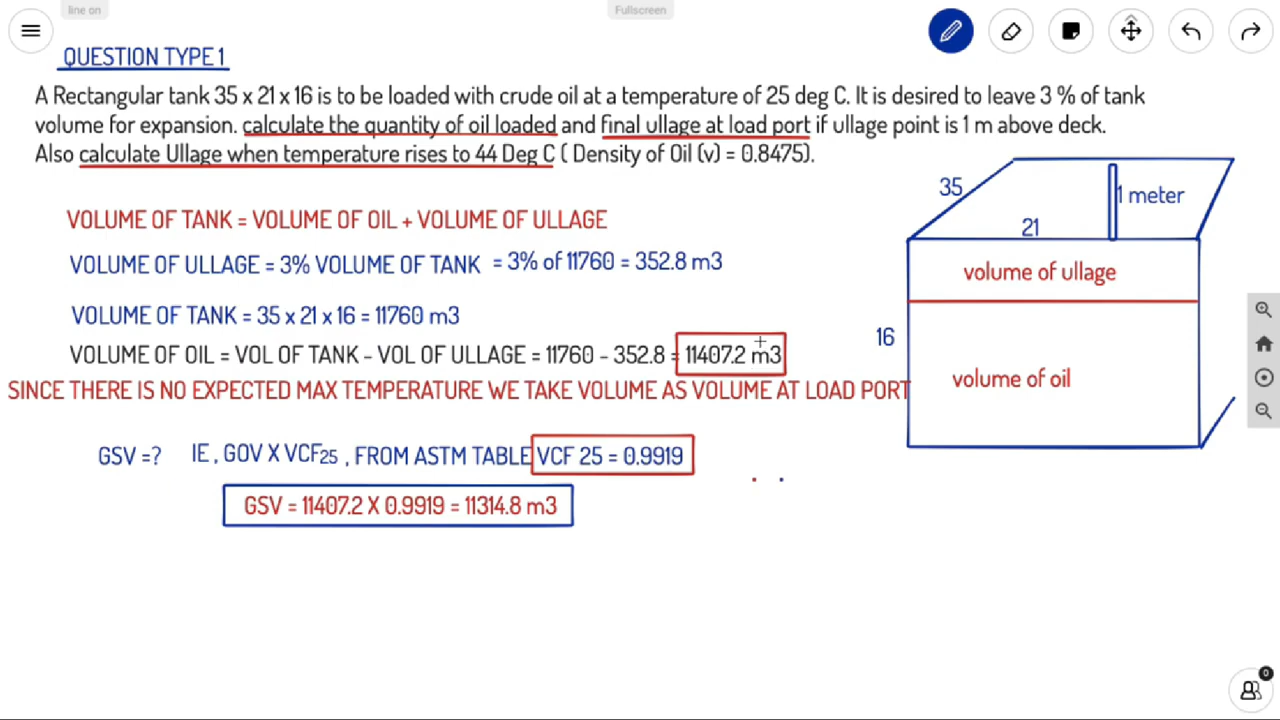 line on
Fullscreen
QUESTION TYPE 1
A Rectangular tank 35 x 21 x 16 is to be loaded with crude oil at a temperature of 25 deg C. It is desired to leave 3 % of tank
volume for expansion. calculate the quantity of oil loaded and final ullage at load port if ullage point is 1 m above deck.
Also calculate Ullage when temperature rises to 44 Deg C ( Density of Oil (v) = 0.8475).
35
1 meter
21
VOLUME OF TANK = VOLUME OF OIL + VOLUME OF ULLAGE
VOLUME OF ULLAGE = 3% VOLUME OF TANK = 3% of 11760 = 352.8 m3
volume of ullage
VOLUME OF TANK = 35 x 21 x 16 = 11760 m3
16
VOLUME OF OIL = VOL OF TANK - VOL OF ULLAGE = 11760 - 352.8 = 11407.2 m3
volume of oil
SINCE THERE IS NO EXPECTED MAX TEMPERATURE WE TAKE VOLUME AS VOLUME AT LOAD PORT
GSV =? IE , GOV X VCF25 , FROM ASTM TABLE VCF 25 = 0.9919
GSV = 11407.2 X 0.9919 = 11314.8 m3
0